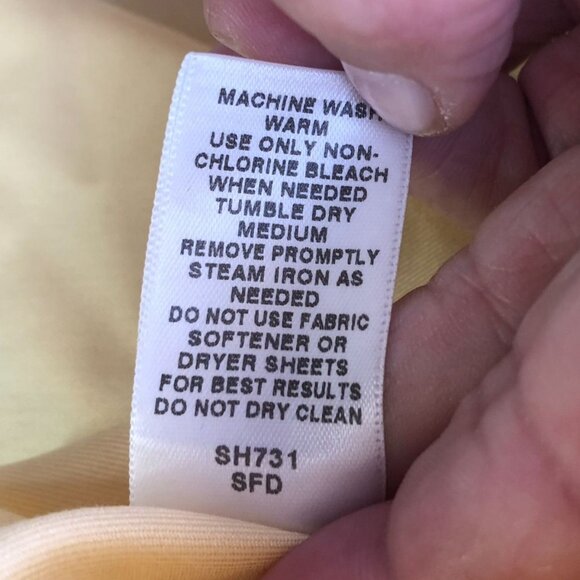 MACHINE WASH
WARM
USE ONLY NON-
CHLORINE BLEACH
WHEN NEEDED
TUMBLE DRY
MEDIUM
REMOVE PROMPTLY
STEAM IRON AS
NEEDED
DO NOT USE FABRIC
SOFTENER OR
DRYER SHEETS
FOR BEST RESULTS
DO NOT DRY CLEAN
SH731
SFD